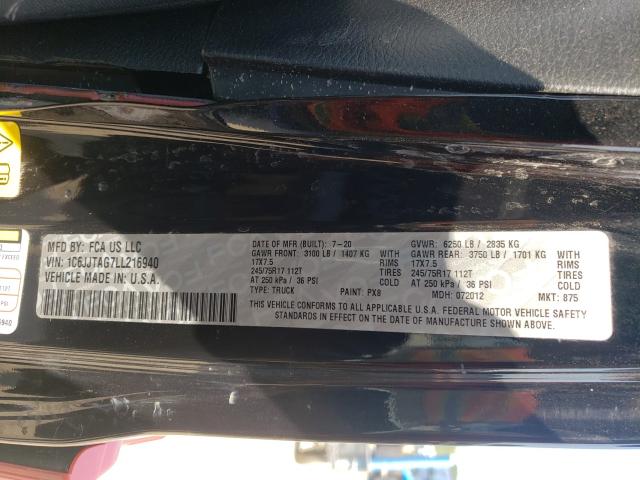 MFD BY: FCA US LLC
VIN: 1C6JJTAG7LL216940
VEHICLE MADE IN U.S.A.
DATE OF MFR (BUILT): 7-20
GAWR FRONT: 3100 LB / 1407 KG
17X7.5
245/75R17 112T
AT 250 kPa / 36 PSI
TYPE: TRUCK
PAINT: PX8
WITH
RIMS
TIRES
COLD
GVWR: 6250 LB / 2835 KG
GAWR REAR: 3750 LB / 1701 KG
17X7.5
245/75R17 112T
AT 250 kPa / 36 PSI
MDH: 072012
WITH
RIMS
TIRES
COLD
MKT: 875
THIS VEHICLE CONFORMS TO ALL APPLICABLE U.S.A. FEDERAL MOTOR VEHICLE SAFETY
STANDARDS IN EFFECT ON THE DATE OF MANUFACTURE SHOWN ABOVE.
EXCEED
6940